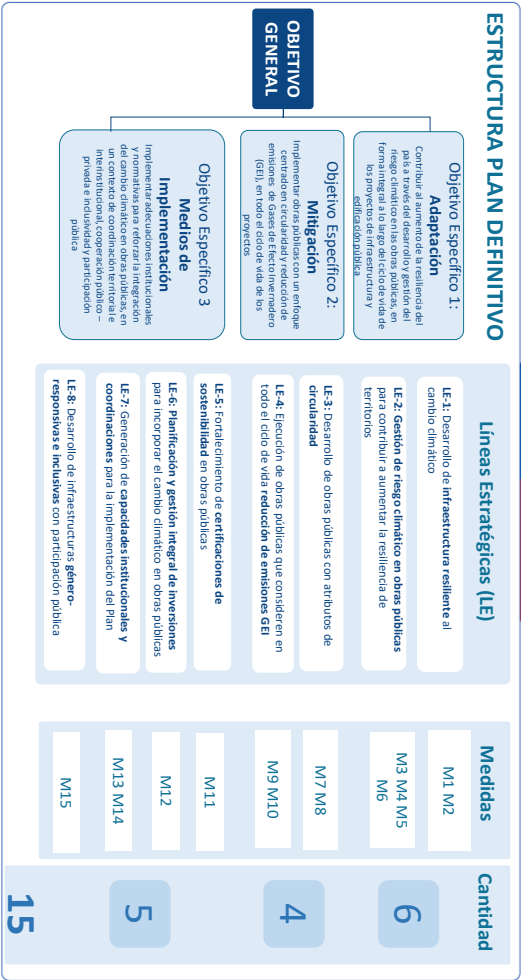 ESTRUCTURA PLAN DEFINITIVO
OBJETIVO
GENERAL
Objetivo Específico 1:
Adaptación
Contribuir al aumento de la resiliencia del
país a través del desarrollo y gestión del
riesgo climático en las obras públicas, en
forma integral a lo largo del ciclo de vida de
los proyectos de infraestructura y
edificación pública
Objetivo Específico 2:
Mitigación
Implementar obras públicas con un enfoque
centrado en circularidad y reducción de
emisiones de Gases de Efecto Invernadero
(GEI), en todo el ciclo de vida de los
proyectos
Objetivo Específico 3
Medios de
Implementación
Implementar adecuaciones institucionales
y normativas para reforzar la integración
del cambio climático en obras públicas, en
un contexto de coordinación territorial e
interinstitucional, cooperación público –
privada e inclusividad y participación
pública
Líneas Estratégicas (LE)
LE-1: Desarrollo de infraestructura resiliente al
cambio climático
LE-2: Gestión de riesgo climático en obras públicas
para contribuir a aumentar la resiliencia de
territorios
LE-3: Desarrollo de obras públicas con atributos de
circularidad
LE-4: Ejecución de obras públicas que consideren en
todo el ciclo de vida reducción de emisiones GEI
LE-5: Fortalecimiento de certificaciones de
sostenibilidad en obras públicas
LE-6: Planificación y gestión integral de inversiones
para incorporar el cambio climático en obras públicas
LE-7: Generación de capacidades institucionales y
coordinaciones para la implementación del Plan
LE-8: Desarrollo de infraestructuras género-
responsivas e inclusivas con participación pública
Medidas
M1 M2
M3 M4 M5
M6
M7 M8
M9 M10
M11
M12
M13 M14
M15
Cantidad
6
4
5
15